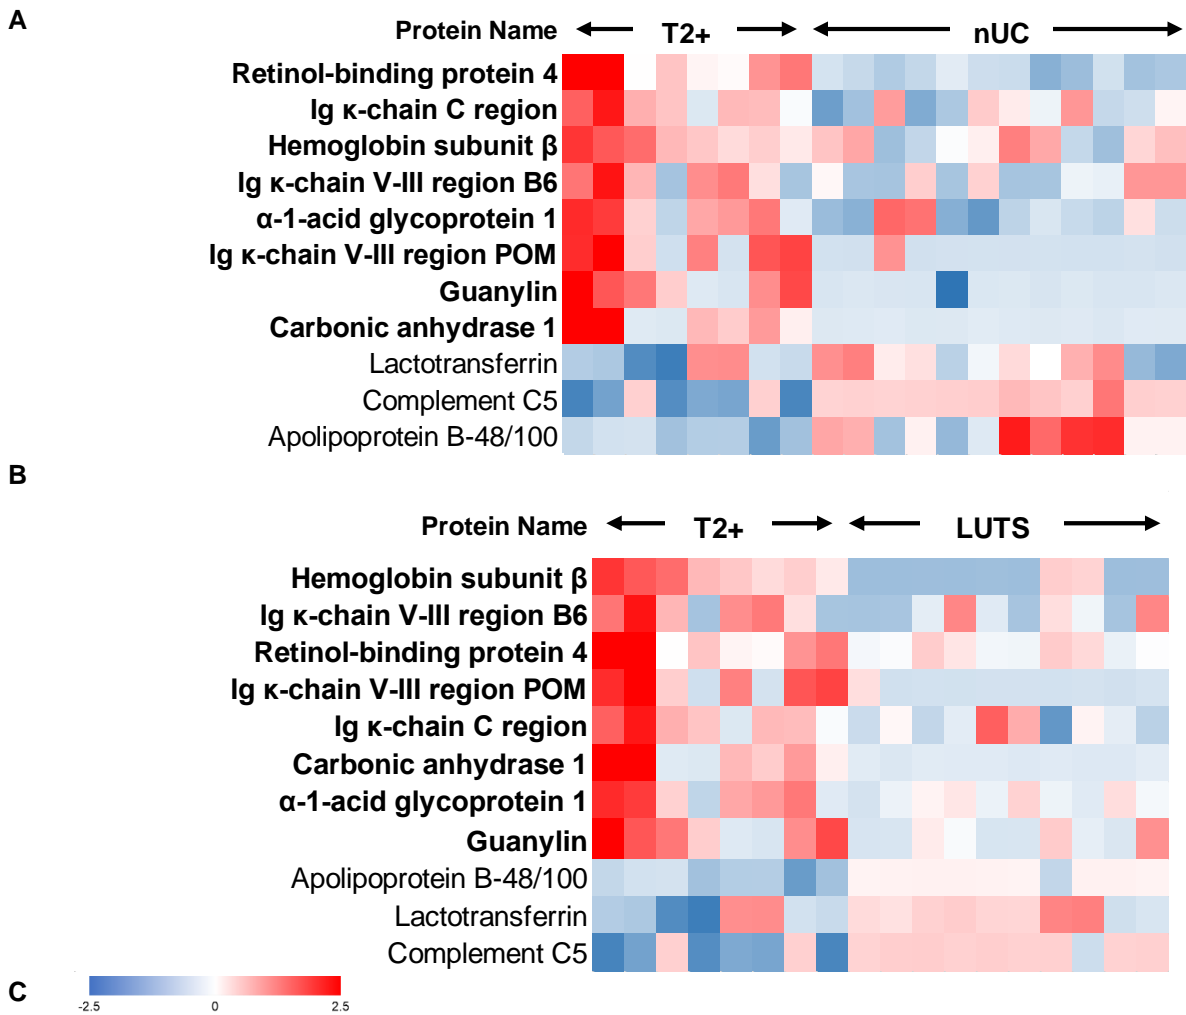 A
Protein Name T2+ nUC
Retinol-binding protein 4
Ig κ-chain C region
Hemoglobin subunit β
Ig κ-chain V-III region B6
α-1-acid glycoprotein 1
Ig κ-chain V-III region POM
Guanylin
Carbonic anhydrase 1
Lactotransferrin
Complement C5
Apolipoprotein B-48/100
B
Protein Name T2+ LUTS
Hemoglobin subunit β
Ig κ-chain V-III region B6
Retinol-binding protein 4
Ig κ-chain V-III region POM
Ig κ-chain C region
Carbonic anhydrase 1
α-1-acid glycoprotein 1
Guanylin
Apolipoprotein B-48/100
Lactotransferrin
Complement C5
C
-2.5 0 2.5